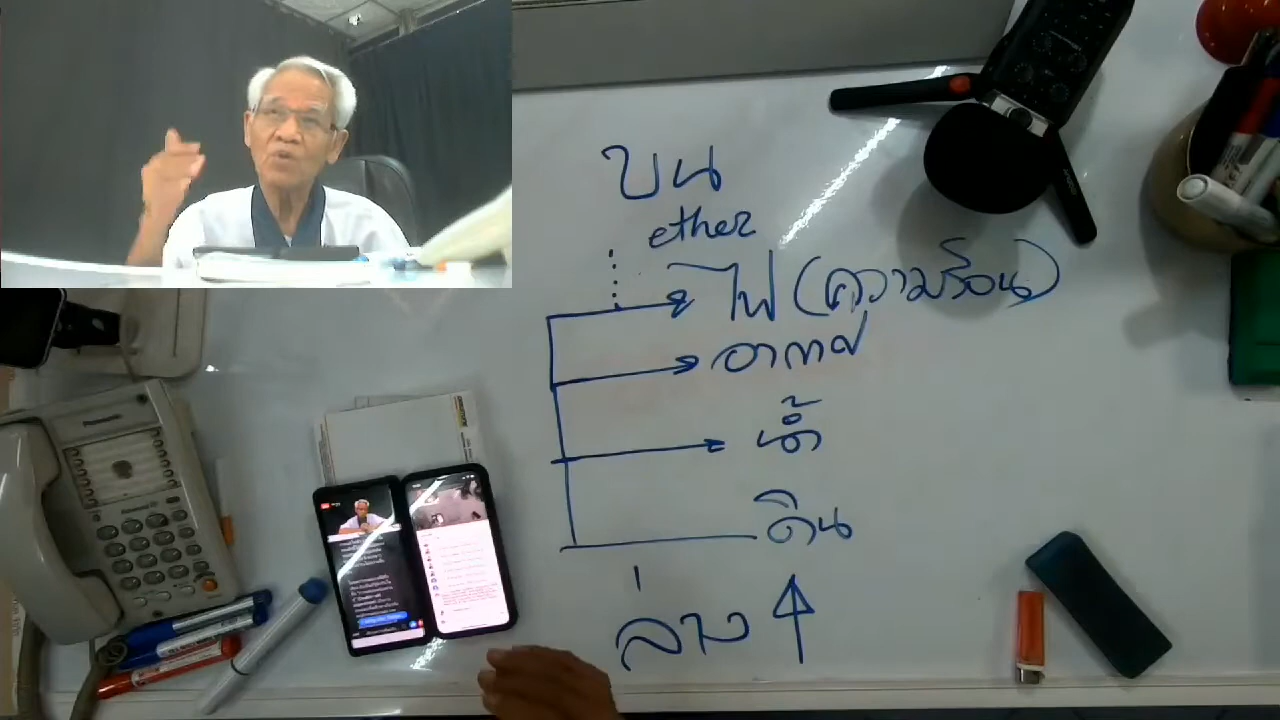 บน
ether
ไฟ (ความร้อน)
อากาศ
น้ำ
ดิน
ล่าง